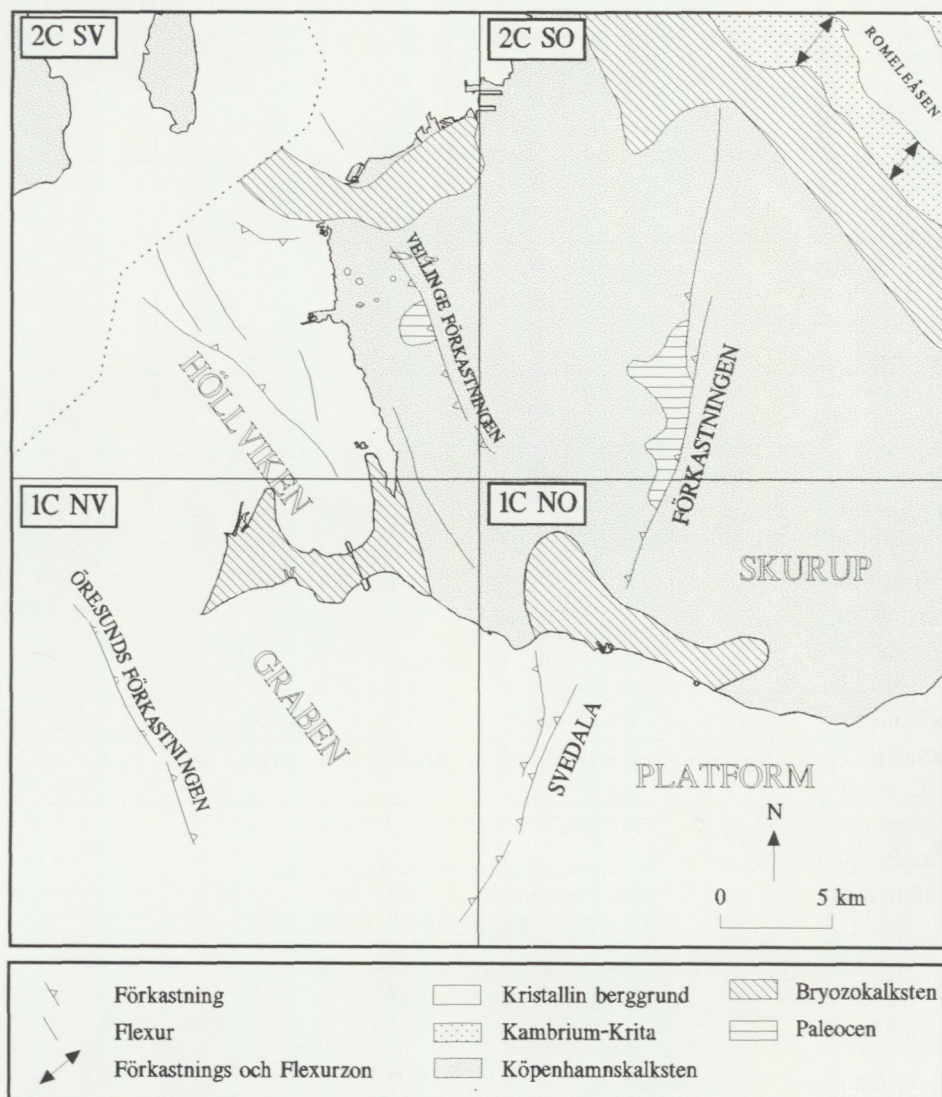 2C SV
2C SO
ROMELEÅSEN
VELLINGE FÖRKASTNINGEN
HÖLLVIKEN
FÖRKASTNINGEN
1C NV
1C NO
SKURUP
ÖRESUNDS FÖRKASTNINGEN
GRABEN
SVEDALA
PLATFORM
N
0 5 km
Förkastning
Flexur
Förkastnings och Flexurzon
Kristallin berggrund
Kambrium-Krita
Köpenhamnskalksten
Bryozokalksten
Paleocen